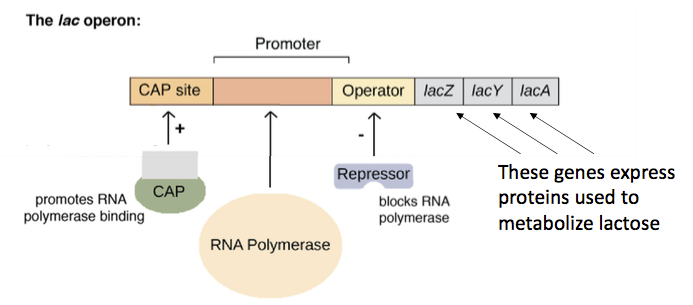 The lac operon:
Promoter
CAP site
Operator
lacZ
lacY
lacA
+
-
CAP
promotes RNA
polymerase binding
RNA Polymerase
Repressor
blocks RNA
polymerase
These genes express
proteins used to
metabolize lactose